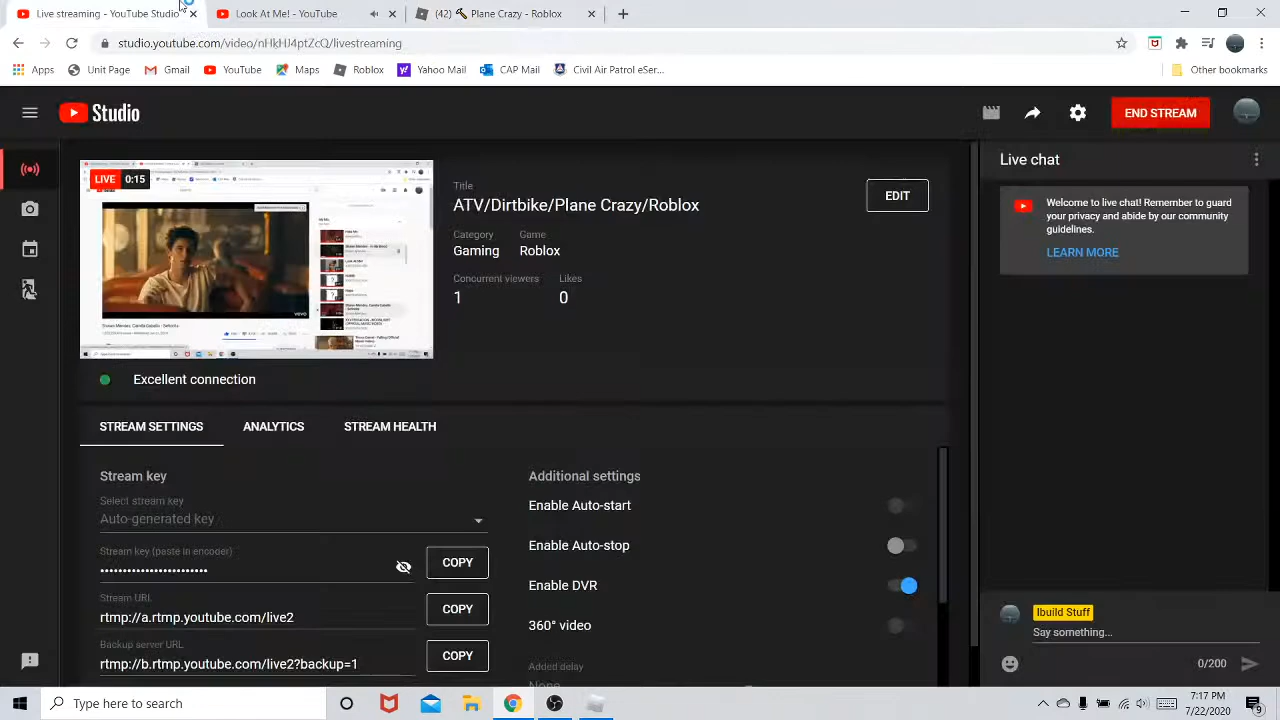 Live streaming - YouTube Studio
Look At Me! - YouTube
(42) Plane Crazy - Roblox
studio.youtube.com/video/nHkHJ4ptZcQ/livestreaming
Apps
Unit Page
Gmail
YouTube
Maps
Roblox
Yahoo Mail
CAP Mail
Civil Air Patrol eSer...
Other bookmarks
Studio
END STREAM
LIVE 0:15
Title
ATV/Dirtbike/Plane Crazy/Roblox
EDIT
Category
Gaming
Game
Roblox
Concurrent viewers
1
Likes
0
Excellent connection
STREAM SETTINGS
ANALYTICS
STREAM HEALTH
Stream key
Select stream key
Auto-generated key
Stream key (paste in encoder)
••••••••••••••••••••••••
COPY
Stream URL
rtmp://a.rtmp.youtube.com/live2
COPY
Backup server URL
rtmp://b.rtmp.youtube.com/live2?backup=1
COPY
Additional settings
Enable Auto-start
Enable Auto-stop
Enable DVR
360° video
Added delay
None
Live chat
Welcome to live chat! Remember to guard
your privacy and abide by our community
guidelines.
LEARN MORE
Ibuild Stuff
Say something...
0/200
Type here to search
7:17 PM
7/22/2020